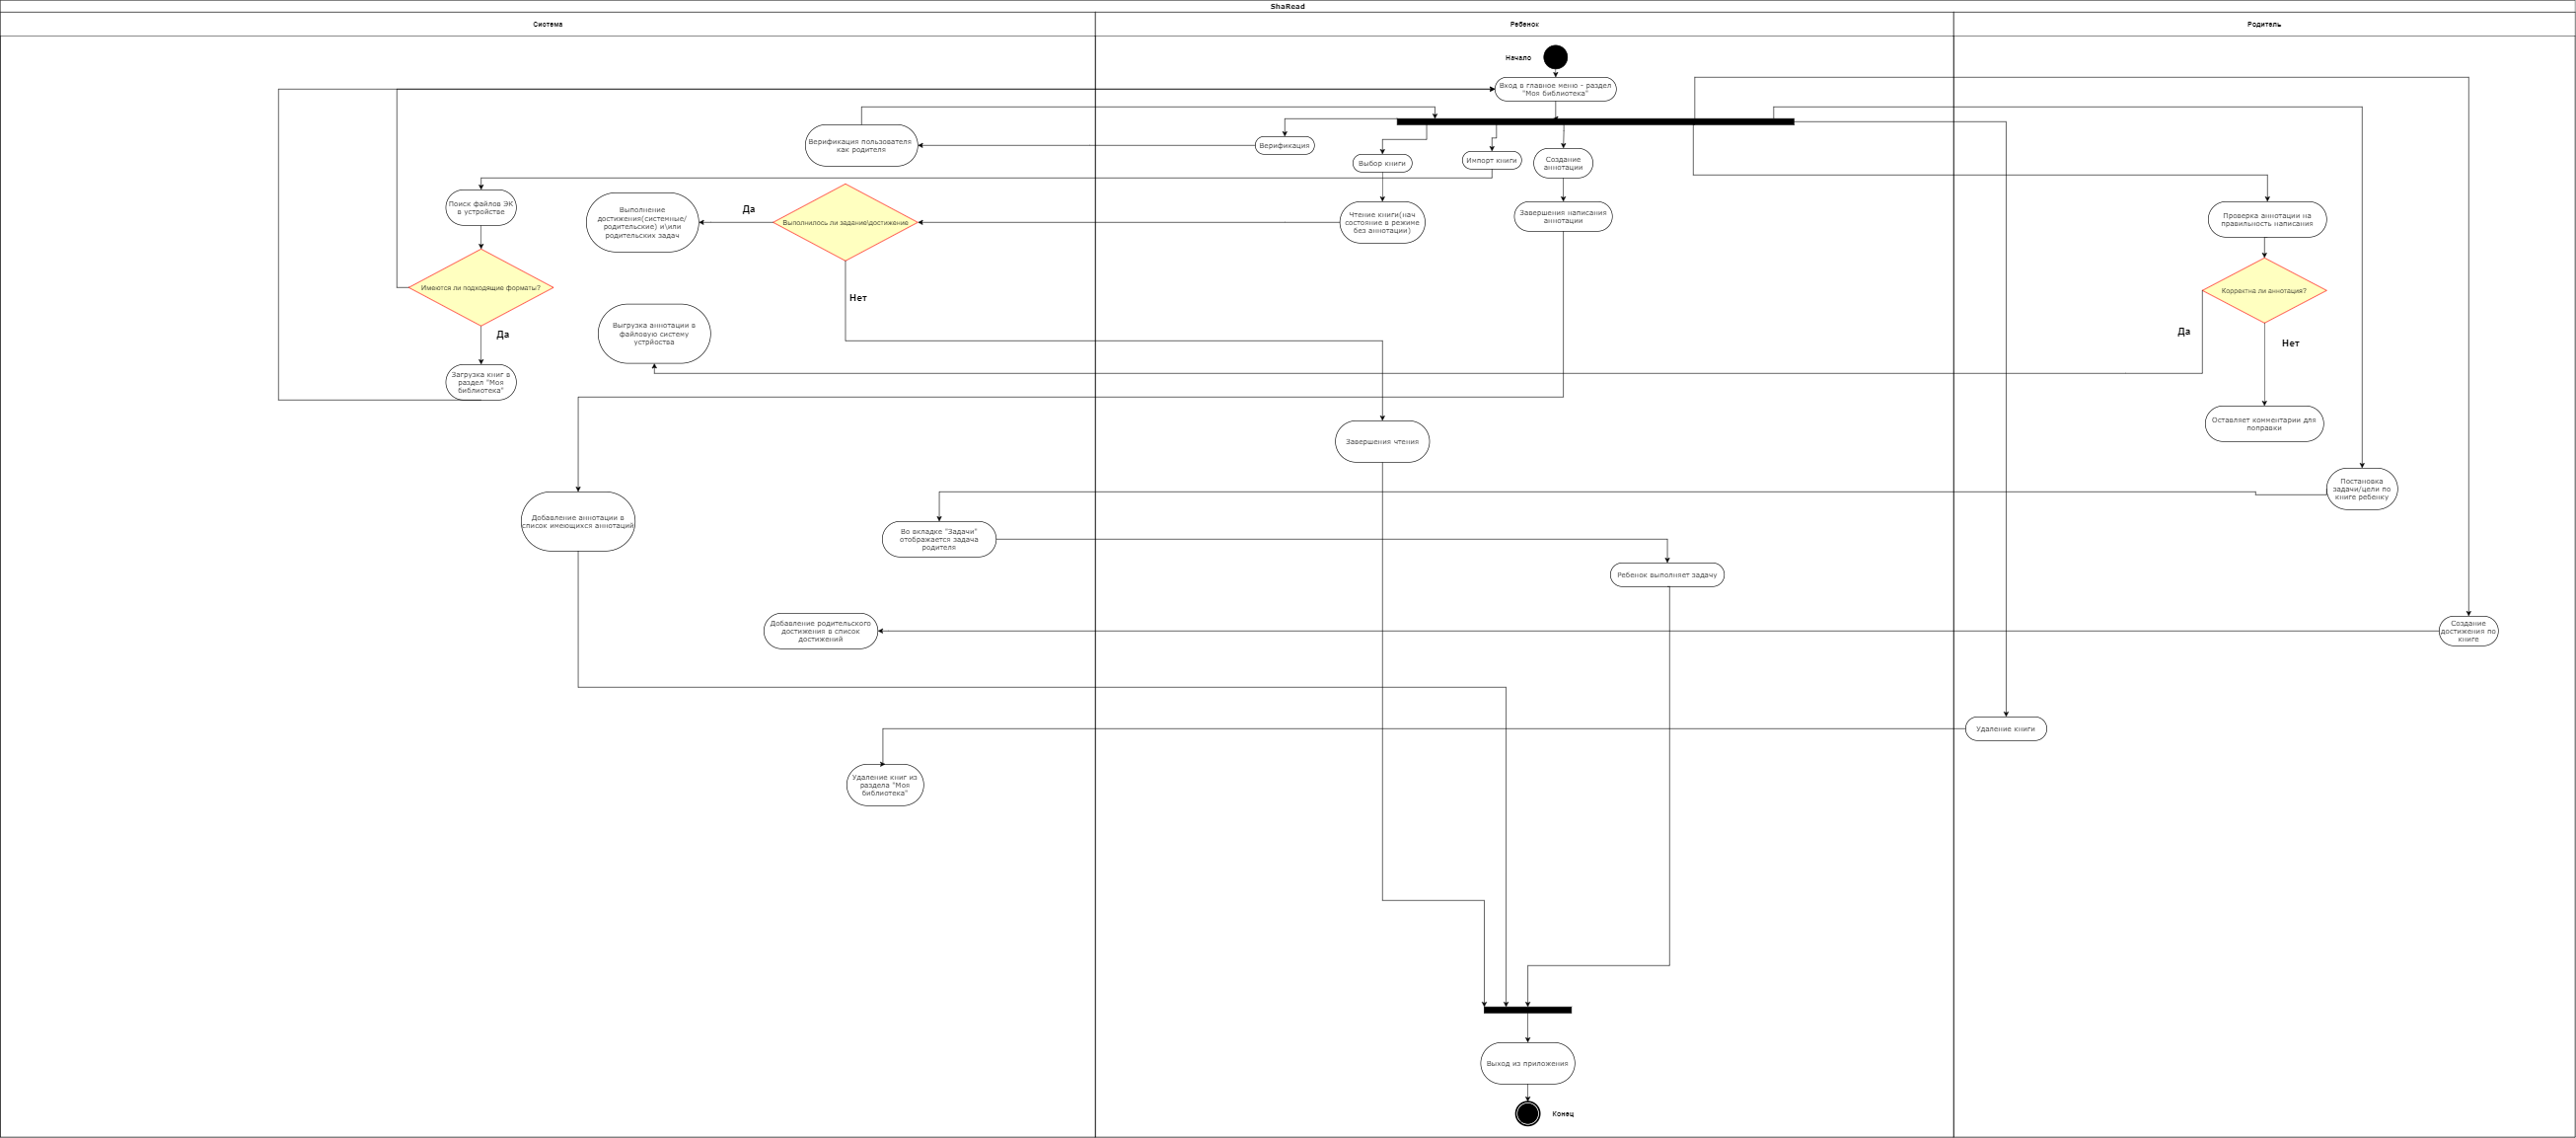 ShaRead
Система
Ребенок
Родитель
Начало
Вход в главное меню - раздел
"Моя библиотека"
Верификация пользователя
как родителя
Верификация
Выбор книги
Импорт книги
Создание
аннотации
Поиск файлов ЭК
в устройстве
Выполнение
достижения(системные/
родительские) и\или
родительских задач
Да
Выполнилось ли задание\достижение
Чтение книги(нач
состояние в режиме
без аннотации)
Завершения написания
аннотации
Проверка аннотации на
правильность написания
Имеются ли подходящие форматы?
Нет
Корректна ли аннотация?
Да
Выгрузка аннотации в
файловую систему
устрйоства
Да
Нет
Загрузка книг в
раздел "Моя
библиотека"
Завершения чтения
Оставляет комментарии для
поправки
Добавление аннотации в
список имеющихся аннотаций
Постановка
задачи/цели по
книге ребенку
Во вкладке "Задачи"
отображается задача
родителя
Ребенок выполняет задачу
Добавление родительского
достижения в список
достижений
Создание
достижения по
книге
Удаление книги
Удаление книг из
раздела "Моя
библиотека"
Выход из приложения
Конец